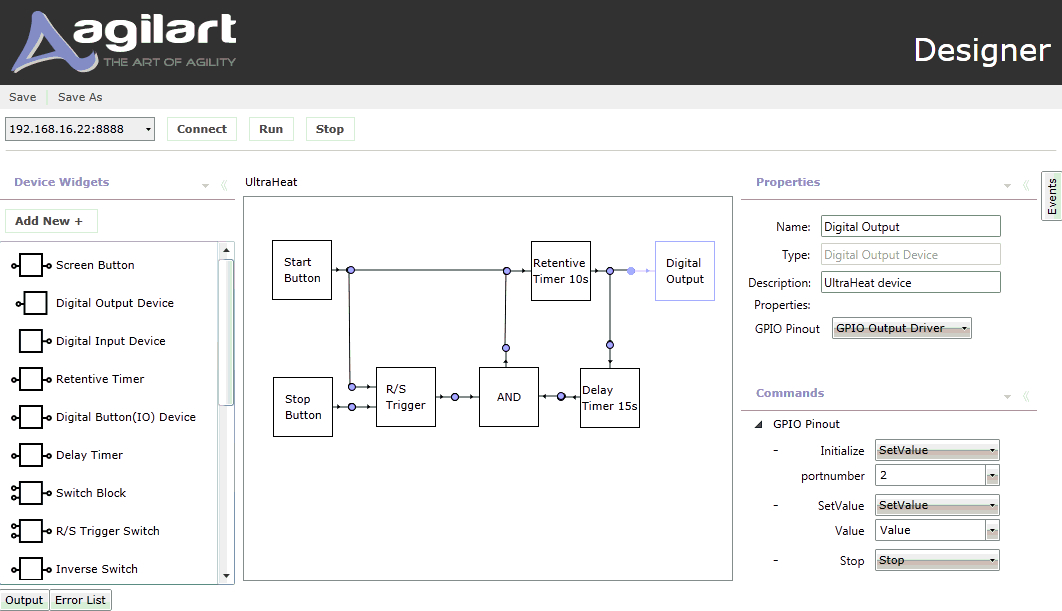 agilart
THE ART OF AGILITY
Designer
Save
Save As
192.168.16.22:8888
Connect
Run
Stop
Device Widgets
Add New +
Screen Button
Digital Output Device
Digital Input Device
Retentive Timer
Digital Button(IO) Device
Delay Timer
Switch Block
R/S Trigger Switch
Inverse Switch
Output
Error List
UltraHeat
Start
Button
Retentive
Timer 10s
Digital
Output
Stop
Button
R/S
Trigger
AND
Delay
Timer 15s
Properties
Name:
Digital Output
Type:
Digital Output Device
Description:
UltraHeat device
Properties:
GPIO Pinout
GPIO Output Driver
Commands
GPIO Pinout
- Initialize
SetValue
portnumber
2
- SetValue
SetValue
Value
Value
- Stop
Stop
Events